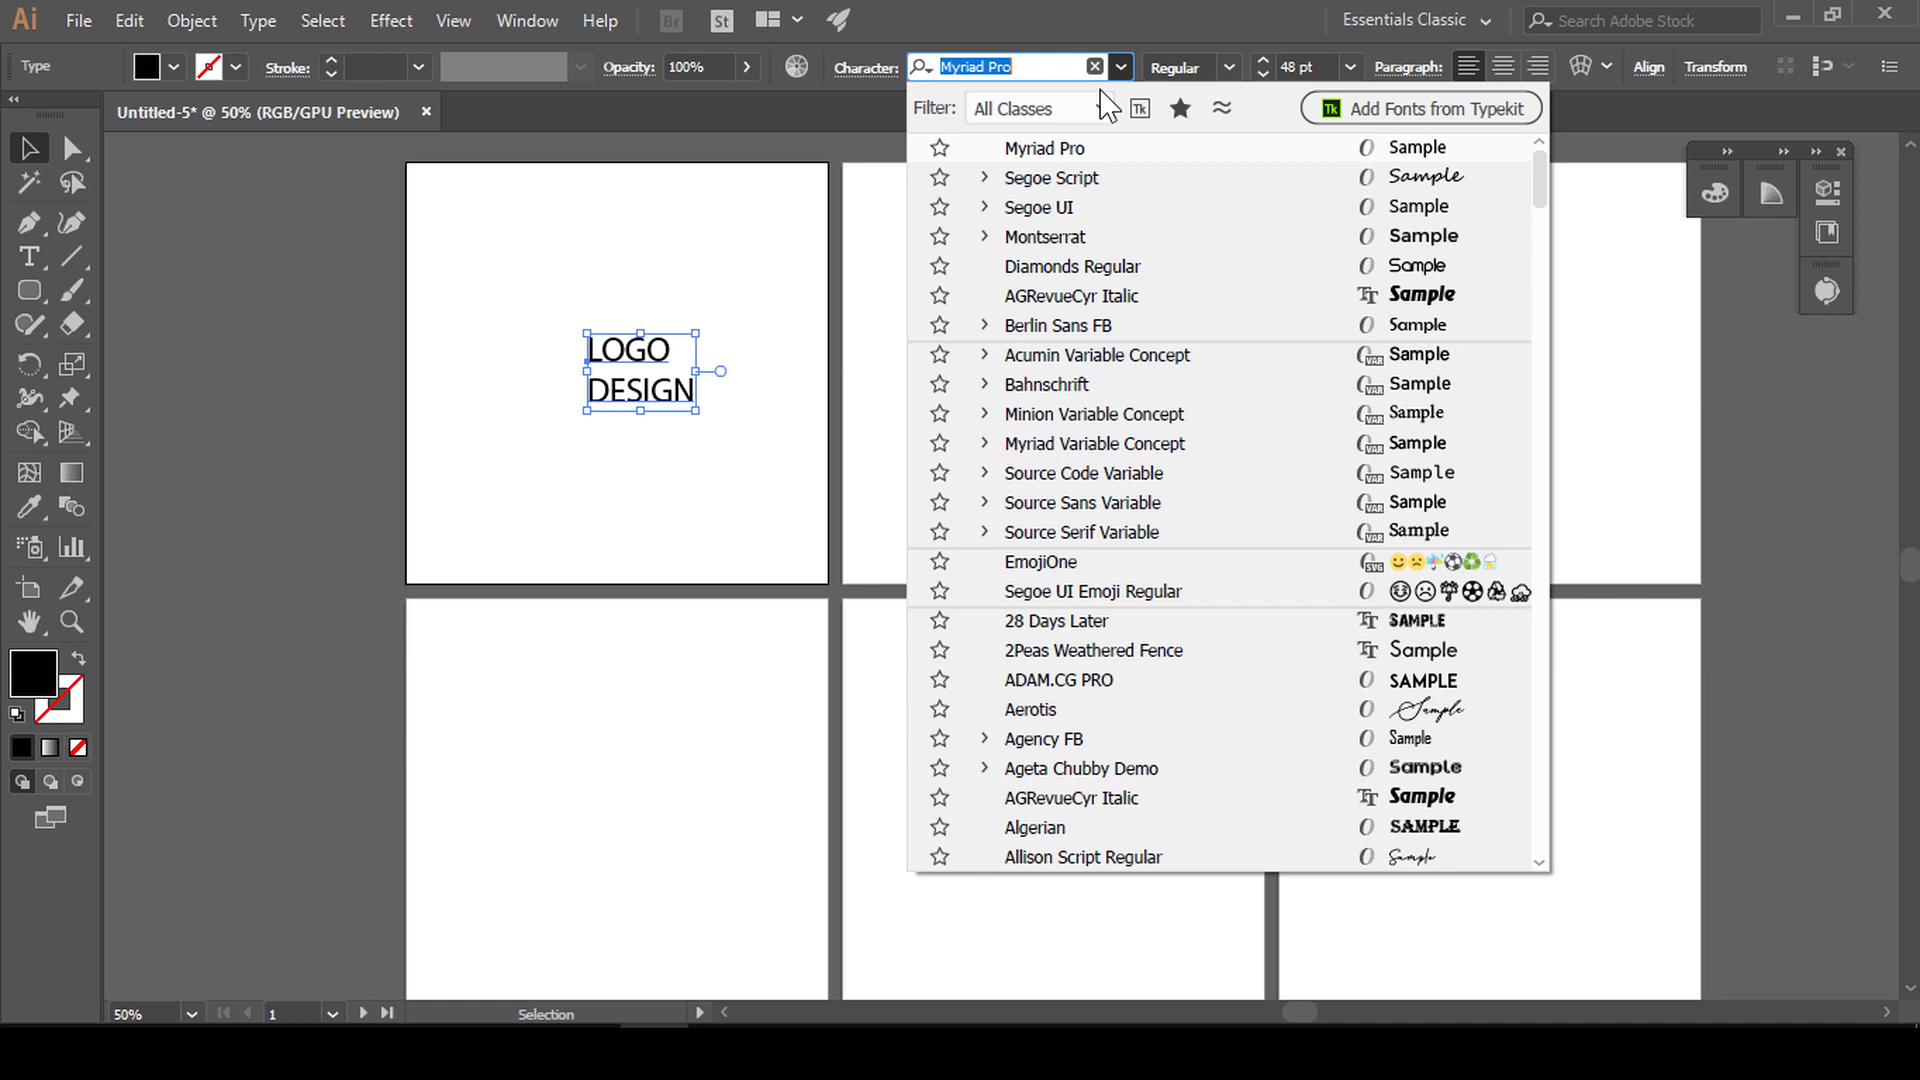 Ai File Edit Object Type Select Effect View Window Help Br St Essentials Classic Search Adobe Stock
Type Stroke: Opacity: 100% Character: Myriad Pro Regular 48 pt Paragraph: Align Transform
Untitled-5* @ 50% (RGB/GPU Preview)
Filter: All Classes Tk Tk Add Fonts from Typekit
Myriad Pro Sample
Segoe Script Sample
Segoe UI Sample
Montserrat Sample
Diamonds Regular Sample
AGRevueCyr Italic Sample
Berlin Sans FB Sample
Acumin Variable Concept Sample
Bahnschrift Sample
Minion Variable Concept Sample
Myriad Variable Concept Sample
Source Code Variable Sample
Source Sans Variable Sample
Source Serif Variable Sample
EmojiOne
Segoe UI Emoji Regular
28 Days Later SAMPLE
2Peas Weathered Fence Sample
ADAM.CG PRO SAMPLE
Aerotis Sample
Agency FB Sample
Ageta Chubby Demo Sample
AGRevueCyr Italic Sample
Algerian SAMPLE
Allison Script Regular Sample
LOGO
DESIGN
50% 1 Selection